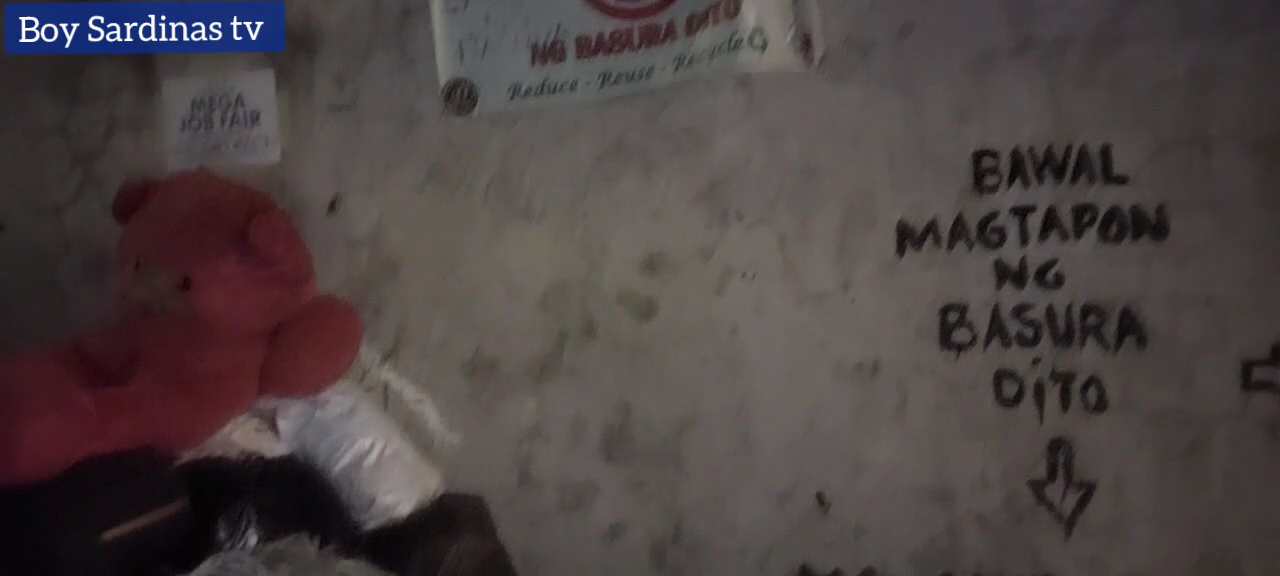 Boy Sardinas tv
NG BASURA DITO
Reduce - Reuse - Recycle
MEGA
JOB FAIR
BAWAL
MAGTAPON
NG
BASURA
DiTO